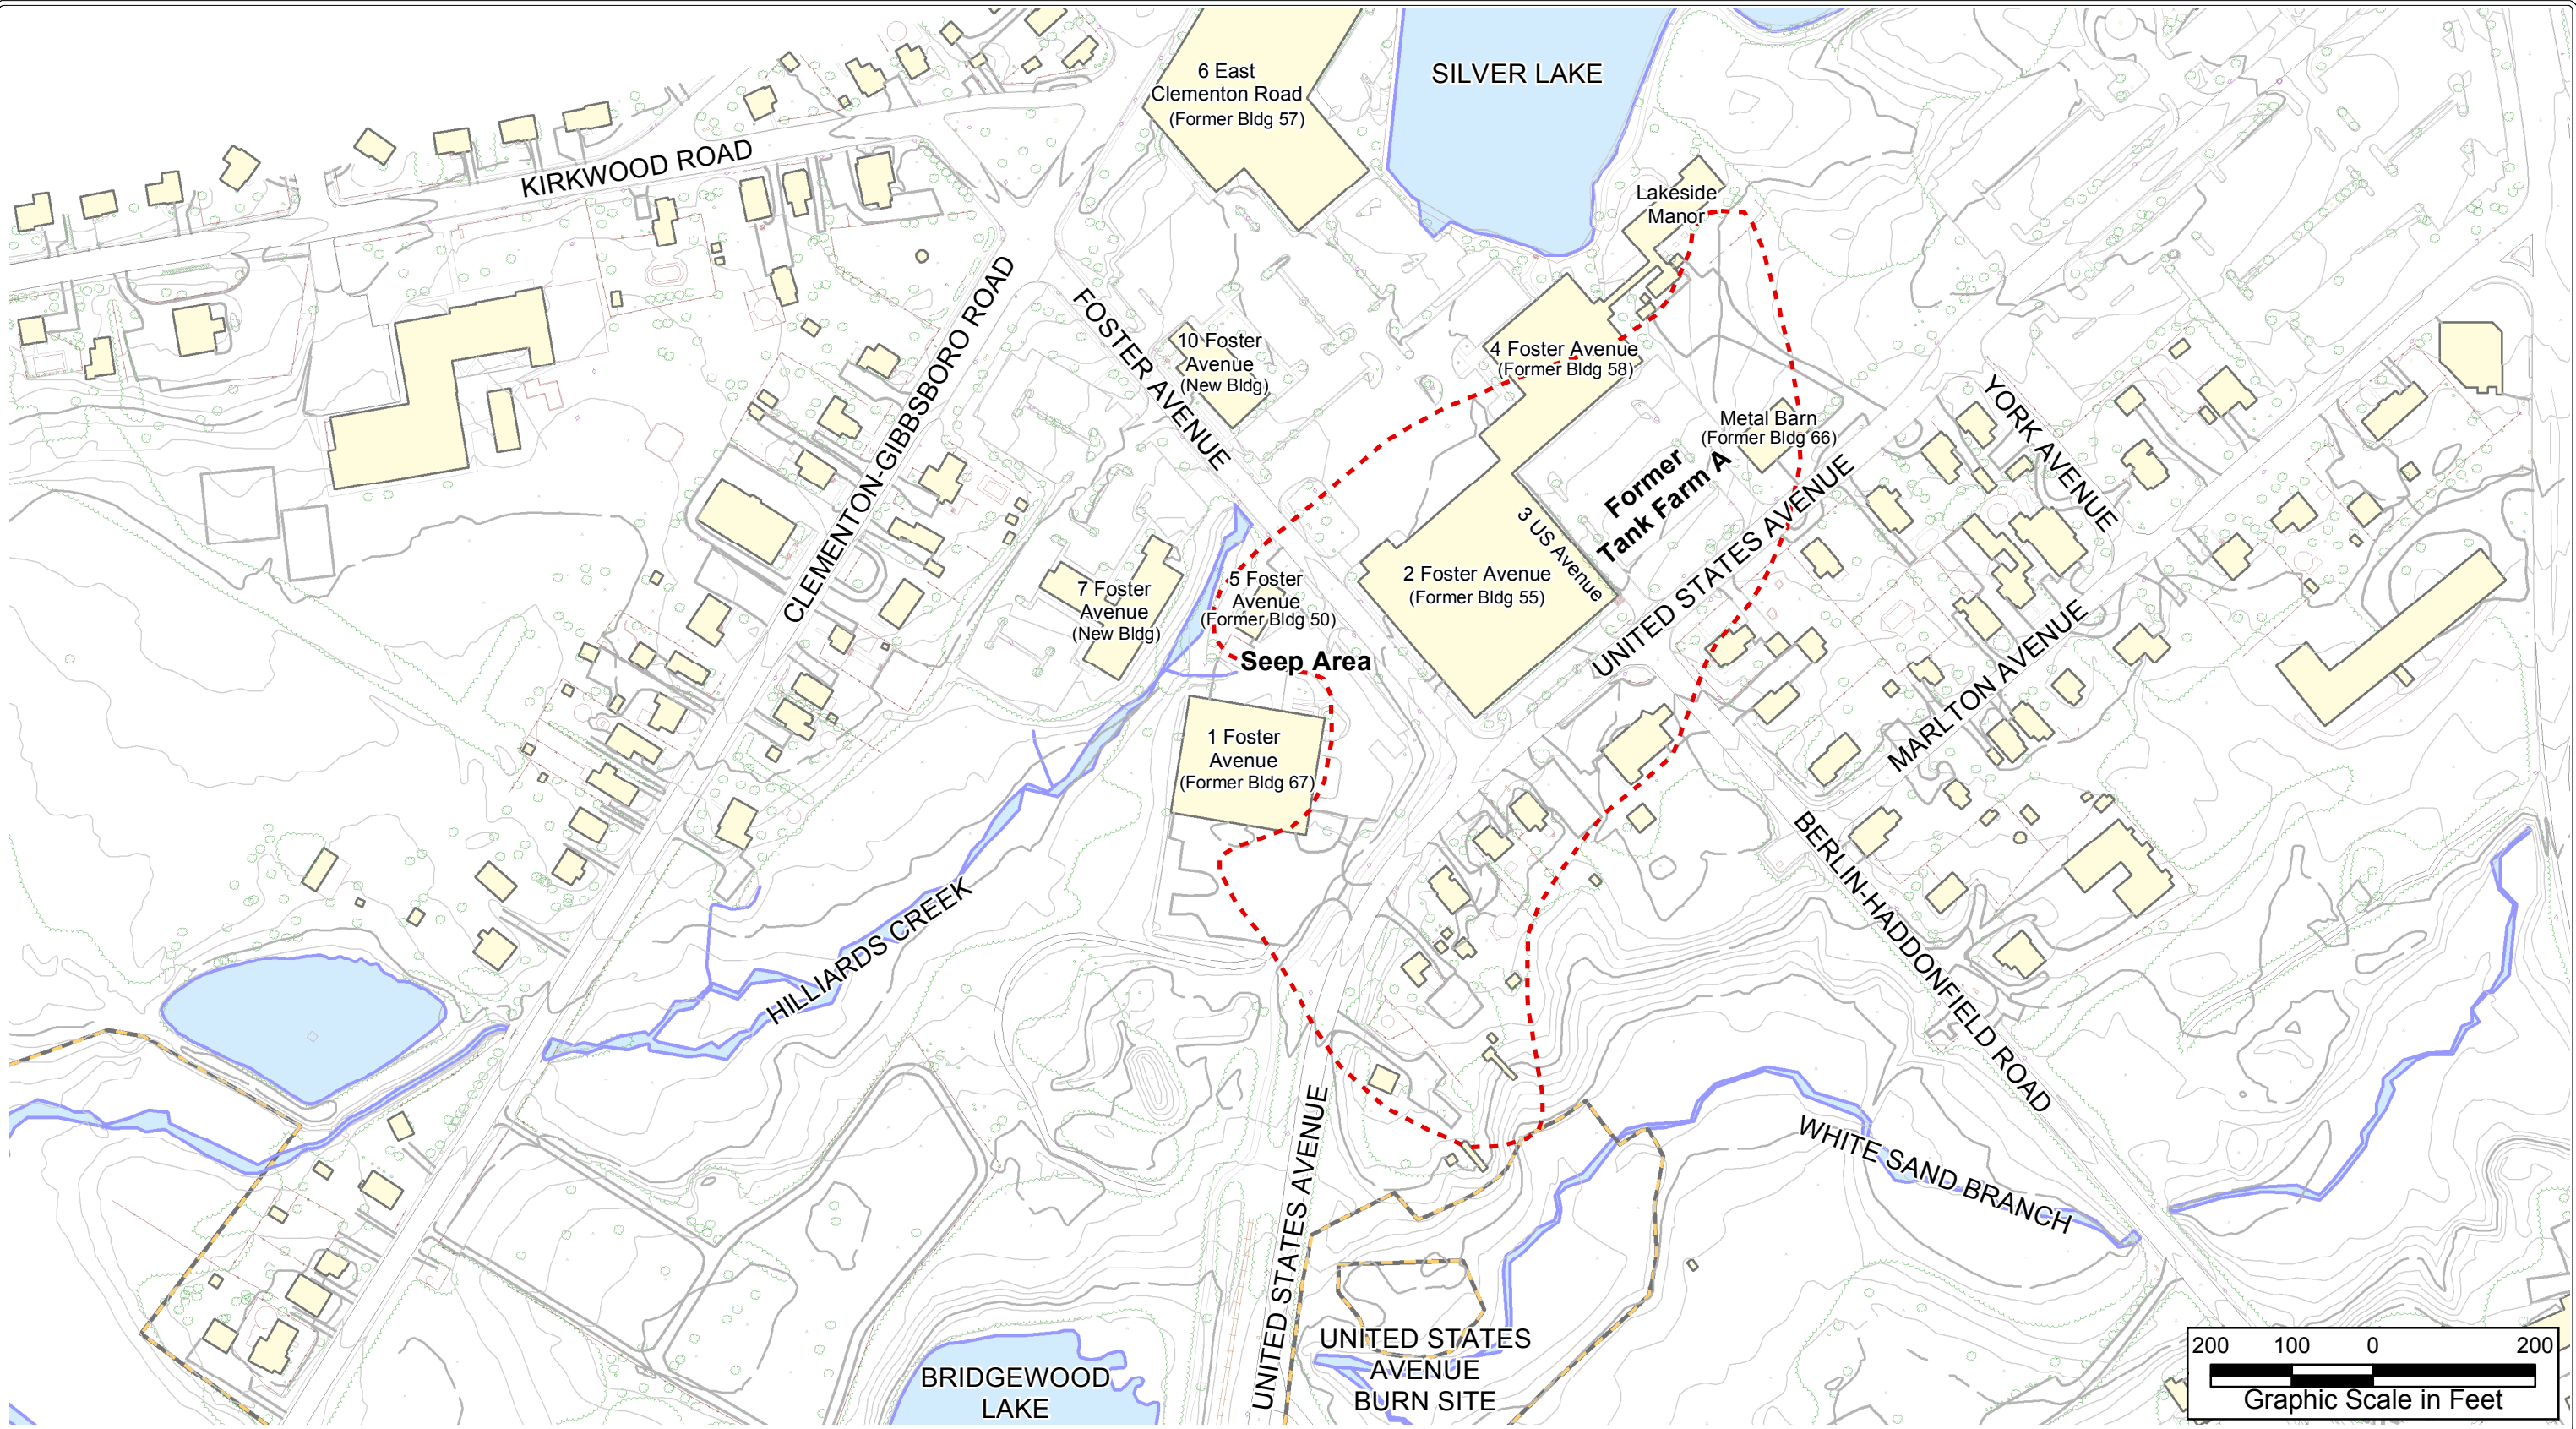 6 East
Clementon Road
(Former Bldg 57)
SILVER LAKE
KIRKWOOD ROAD
Lakeside
Manor
CLEMENTON-GIBBSBORO ROAD
FOSTER AVENUE
10 Foster
Avenue
(New Bldg)
4 Foster Avenue
(Former Bldg 58)
Metal Barn
(Former Bldg 66)
YORK AVENUE
Former
Tank Farm A
3 US Avenue
UNITED STATES AVENUE
2 Foster Avenue
(Former Bldg 55)
5 Foster
Avenue
(Former Bldg 50)
7 Foster
Avenue
(New Bldg)
Seep Area
MARLTON AVENUE
1 Foster
Avenue
(Former Bldg 67)
HILLIARDS CREEK
BERLIN-HADDONFIELD ROAD
WHITE SAND BRANCH
UNITED STATES AVENUE
UNITED STATES
AVENUE
BURN SITE
BRIDGEWOOD
LAKE
200 100 0 200
Graphic Scale in Feet